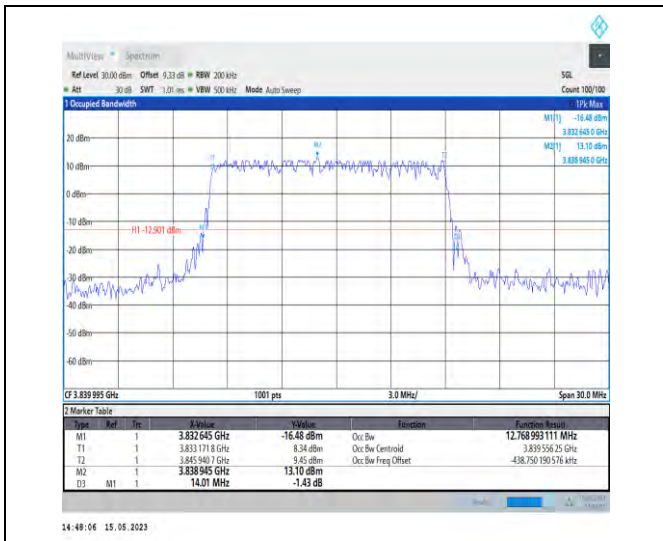 MultiView Spectrum
Ref Level 30.00 dBm Offset 9.33 dB RBW 200 kHz SGL
Att 30 dB SWT 1.01 ms VBW 500 kHz Mode Auto Sweep Count 100/100
1 Occupied Bandwidth 1Pk Max
M1[1] -16.48 dBm
3.832 645 0 GHz
M2[1] 13.10 dBm
3.838 945 0 GHz
20 dBm
10 dBm
0 dBm
-10 dBm
H1 -12.901 dBm
-20 dBm
-30 dBm
-40 dBm
-50 dBm
-60 dBm
M2
T1
CF 3.839 995 GHz 1001 pts 3.0 MHz/ Span 30.0 MHz
2 Marker Table
Type Ref Trc X-Value Y-Value Function Function Result
M1 1 3.832 645 GHz -16.48 dBm Occ Bw 12.768 993 111 MHz
T1 1 3.833 171 8 GHz 8.34 dBm Occ Bw Centroid 3.839 556 25 GHz
T2 1 3.845 940 7 GHz 9.45 dBm Occ Bw Freq Offset -438.750 190 576 kHz
M2 1 3.838 945 GHz 13.10 dBm
D3 M1 1 14.01 MHz -1.43 dB
Ready
14:48:06 15.05.2023